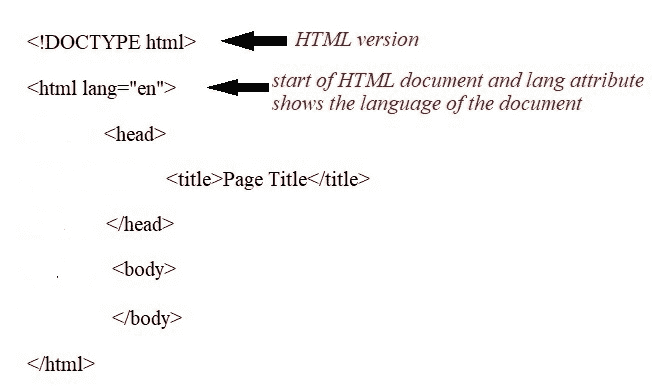 <!DOCTYPE html> HTML version
<html lang="en"> start of HTML document and lang attribute
shows the language of the document
<head>
<title>Page Title</title>
</head>
<body>
</body>
</html>